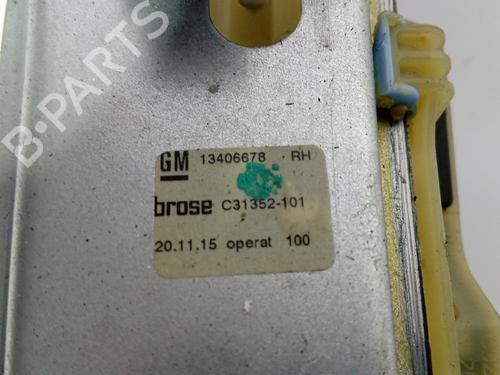 B-PARTS
GM 13406678 RH
brose C31352-101
20.11.15 operat 100